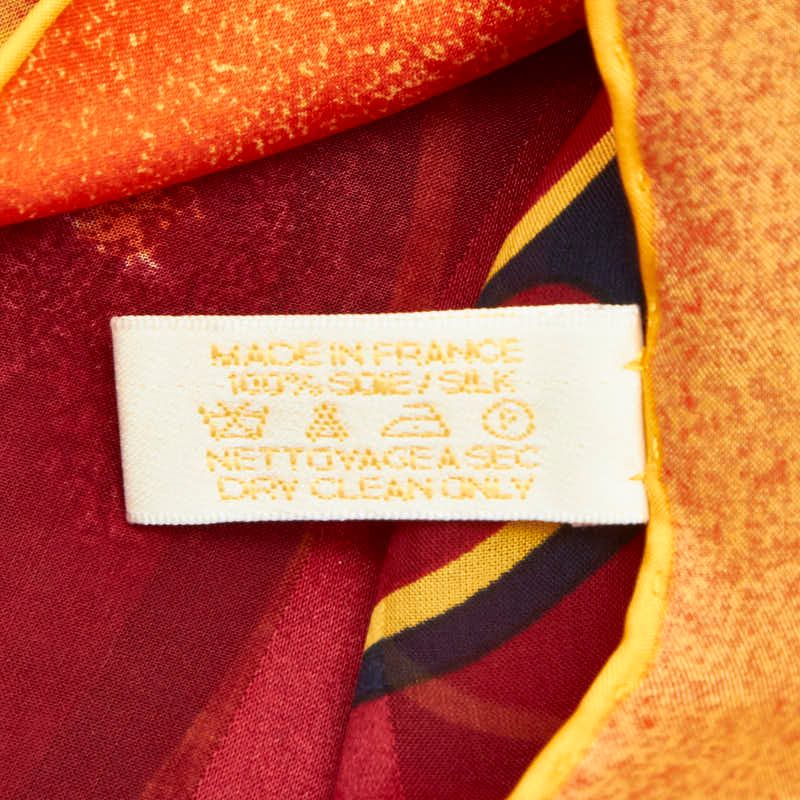 MADE IN FRANCE
100% SOIE / SILK
P
NETTOYAGE A SEC
DRY CLEAN ONLY